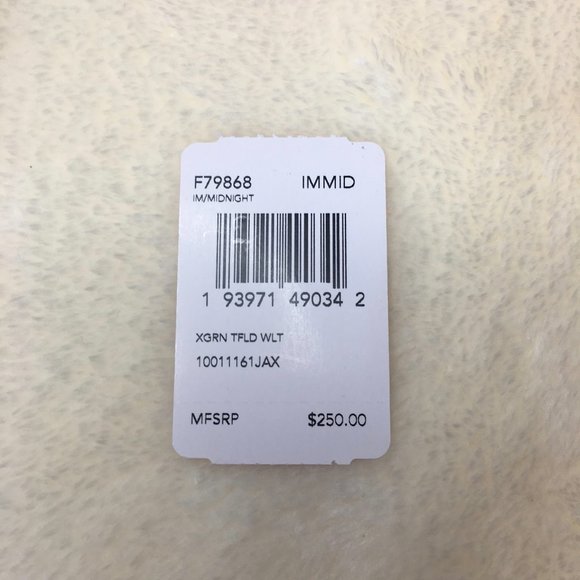 F79868 IMMID
IM/MIDNIGHT
1 93971 49034 2
XGRN TFLD WLT
10011161JAX
MFSRP $250.00